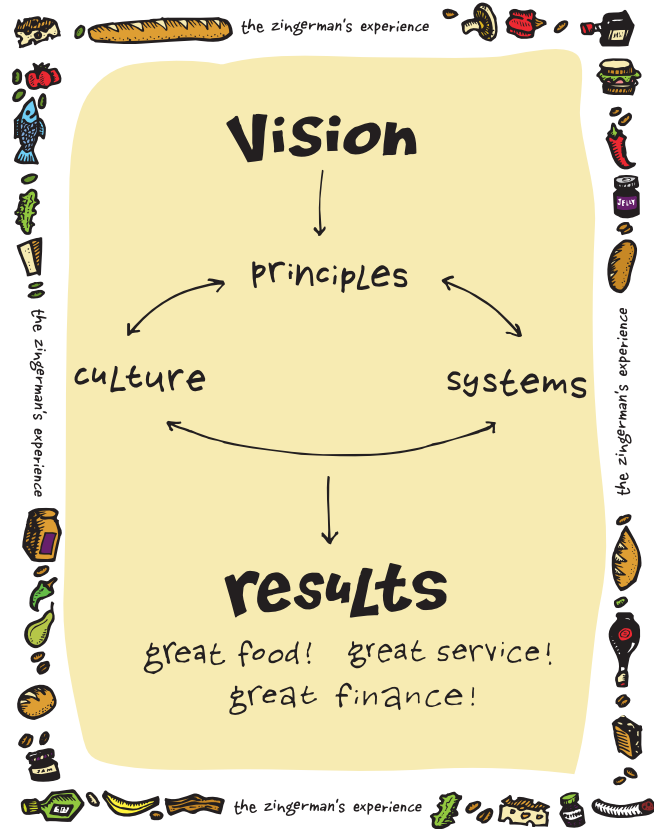 the zingerman's experience
Vision
principles
culture
systems
results
great food! great service!
great finance!
the zingerman's experience
the zingerman's experience
JELLY
JAM
the zingerman's experience